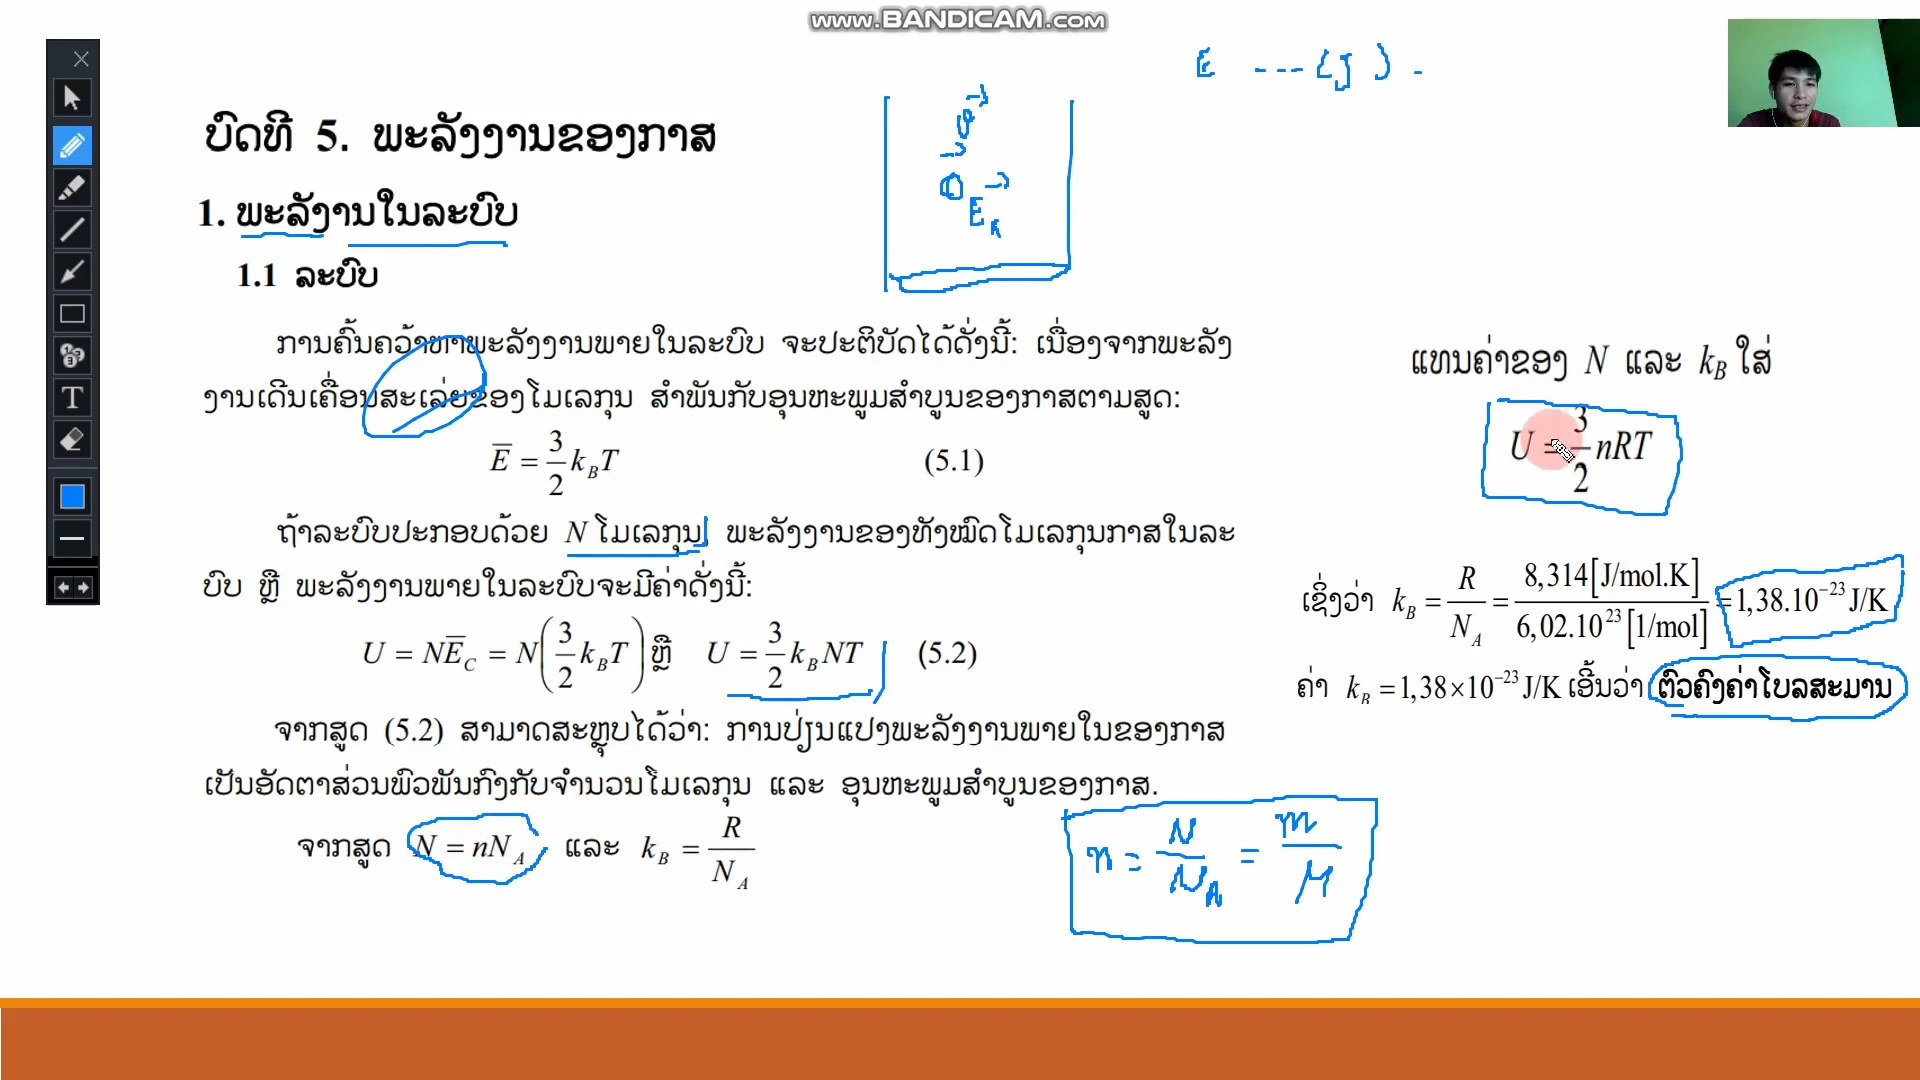 www.BANDICAM.com
E ---(J).
ບົດທີ 5. ພະລັງງານຂອງກາສ
1. ພະລັງງານໃນລະບົບ
1.1 ລະບົບ
ການຄົ້ນຄວ້າຫາພະລັງງານພາຍໃນລະບົບ ຈະປະຕິບັດໄດ້ດັ່ງນີ້: ເນື່ອງຈາກພະລັງ
ງານເດີນເຄື່ອນສະເລ່ຍຂອງໂມເລກຸນ ສຳພັນກັບອຸນຫະພູມສຳບູນຂອງກາສຕາມສູດ:
E̅ = 3/2 k_B T (5.1)
ຖ້າລະບົບປະກອບດ້ວຍ N ໂມເລກຸນ, ພະລັງງານຂອງທັງໝົດໂມເລກຸນກາສໃນລະ
ບົບ ຫຼື ພະລັງງານພາຍໃນລະບົບຈະມີຄ່າດັ່ງນີ້:
U = NE̅_C = N(3/2 k_B T) ຫຼື U = 3/2 k_B NT (5.2)
ຈາກສູດ (5.2) ສາມາດສະຫຼຸບໄດ້ວ່າ: ການປ່ຽນແປງພະລັງງານພາຍໃນຂອງກາສ
ເປັນອັດຕາສ່ວນພົວພັນກົງກັບຈຳນວນໂມເລກຸນ ແລະ ອຸນຫະພູມສຳບູນຂອງກາສ.
ຈາກສູດ N = nN_A ແລະ k_B = R/N_A
n = N/N_A = m/M
ແທນຄ່າຂອງ N ແລະ k_B ໃສ່
U = 3/2 nRT
ເຊິ່ງວ່າ k_B = R/N_A = 8,314[J/mol.K]/6,02.10²³[1/mol] = 1,38.10⁻²³ J/K
ຄ່າ k_B = 1,38×10⁻²³ J/K ເອີ້ນວ່າ ຕົວຄົງຄ່າໂບລສະມານ